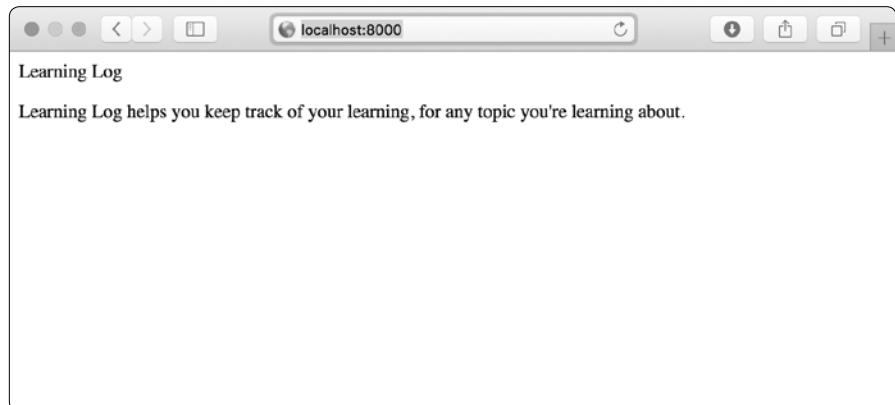 localhost:8000
Learning Log
Learning Log helps you keep track of your learning, for any topic you're learning about.